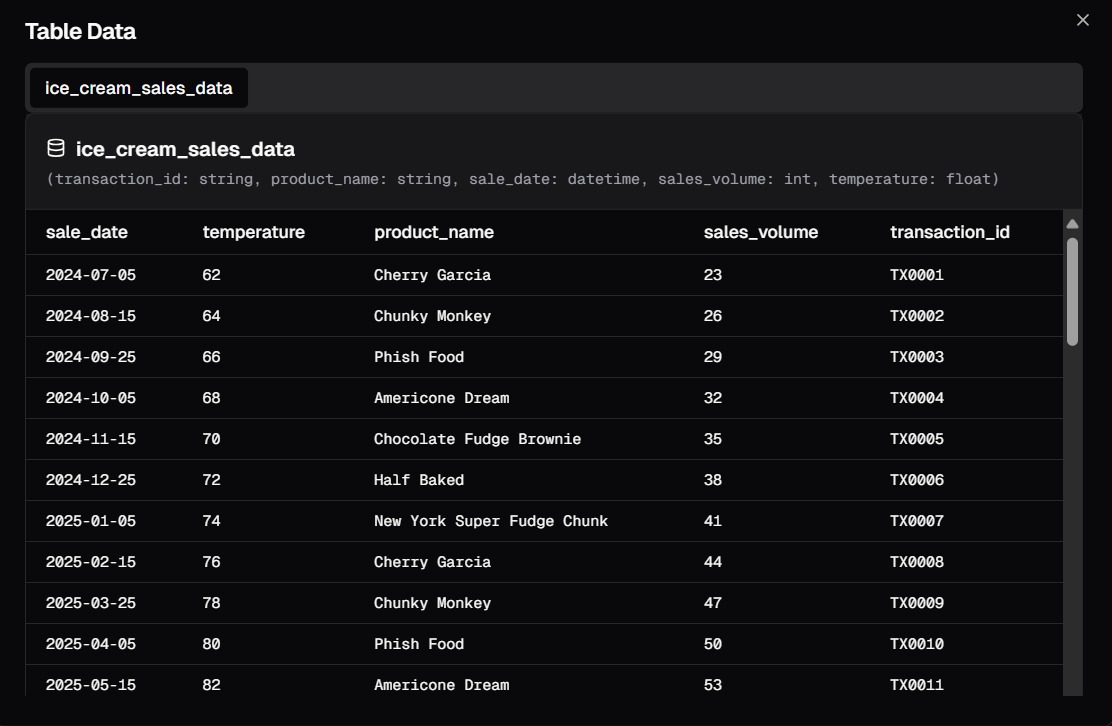 Table Data
ice_cream_sales_data
ice_cream_sales_data
(transaction_id: string, product_name: string, sale_date: datetime, sales_volume: int, temperature: float)
sale_date temperature product_name sales_volume transaction_id
2024-07-05 62 Cherry Garcia 23 TX0001
2024-08-15 64 Chunky Monkey 26 TX0002
2024-09-25 66 Phish Food 29 TX0003
2024-10-05 68 Americone Dream 32 TX0004
2024-11-15 70 Chocolate Fudge Brownie 35 TX0005
2024-12-25 72 Half Baked 38 TX0006
2025-01-05 74 New York Super Fudge Chunk 41 TX0007
2025-02-15 76 Cherry Garcia 44 TX0008
2025-03-25 78 Chunky Monkey 47 TX0009
2025-04-05 80 Phish Food 50 TX0010
2025-05-15 82 Americone Dream 53 TX0011